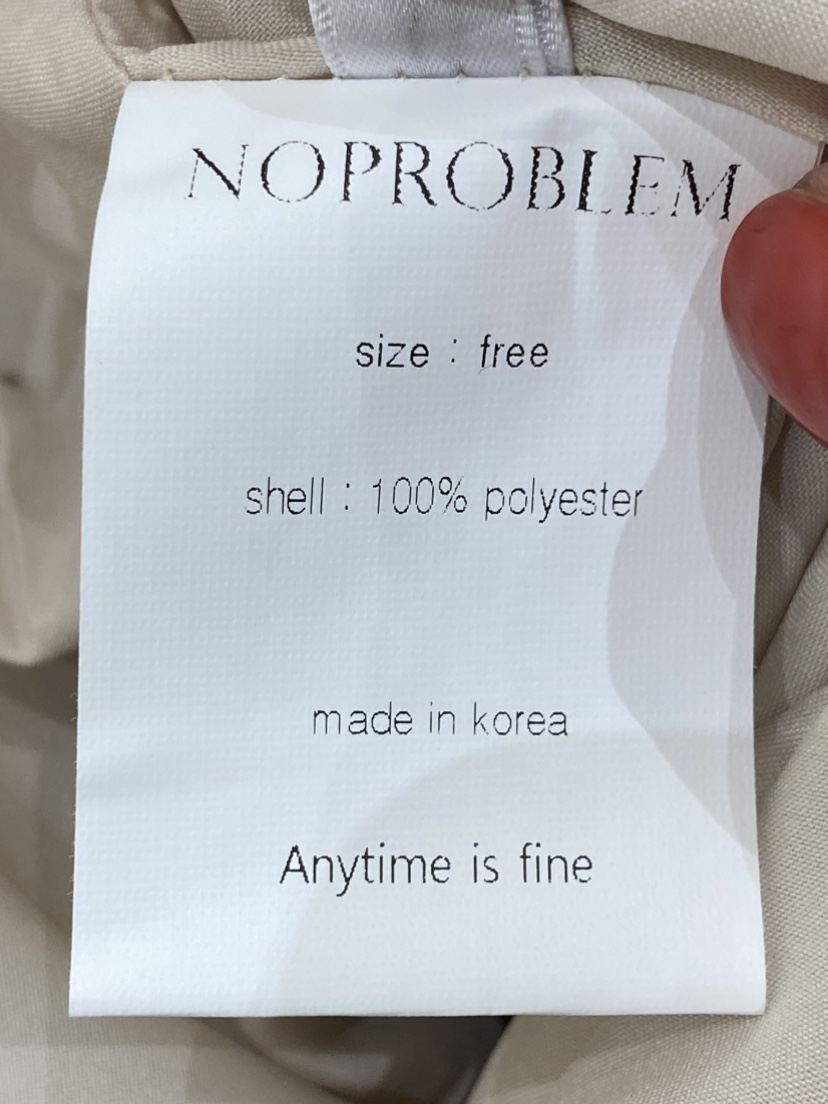 NOPROBLEM
size : free
shell : 100% polyester
made in korea
Anytime is fine